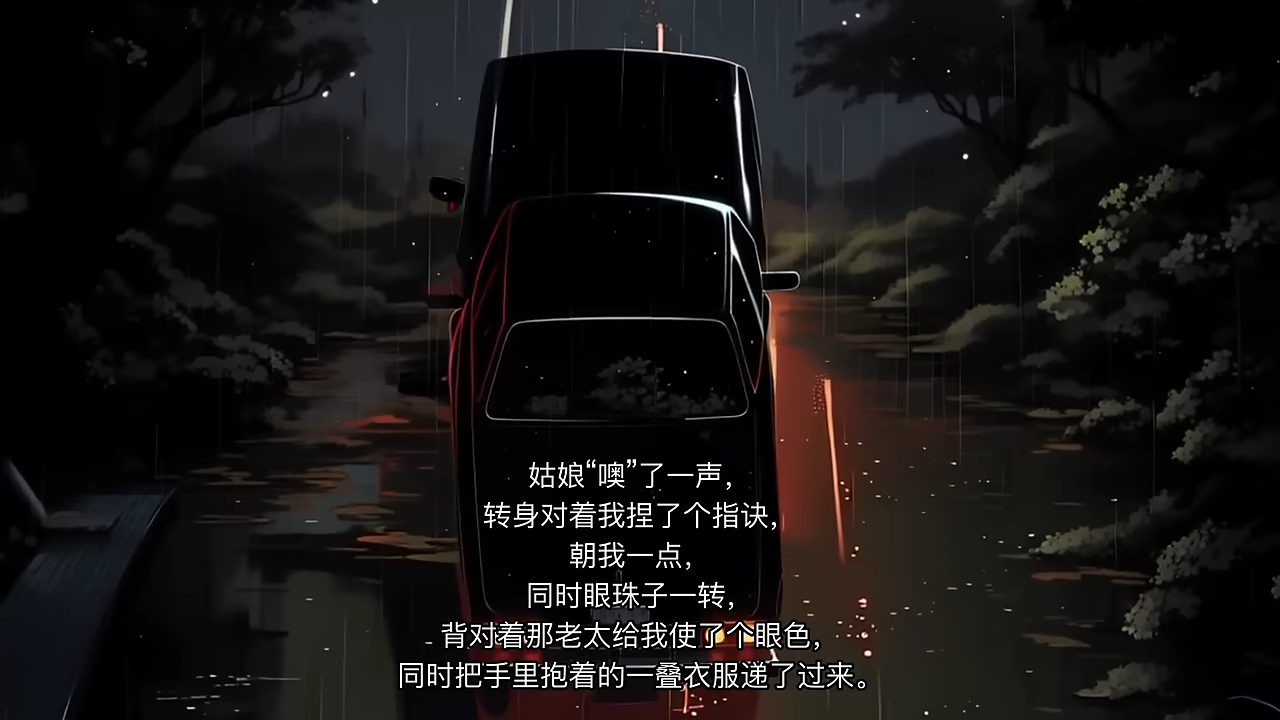 姑娘“噢”了一声，
转身对着我捏了个指诀，
朝我一点，
同时眼珠子一转，
背对着那老太给我使了个眼色，
同时把手里抱着的一叠衣服递了过来。